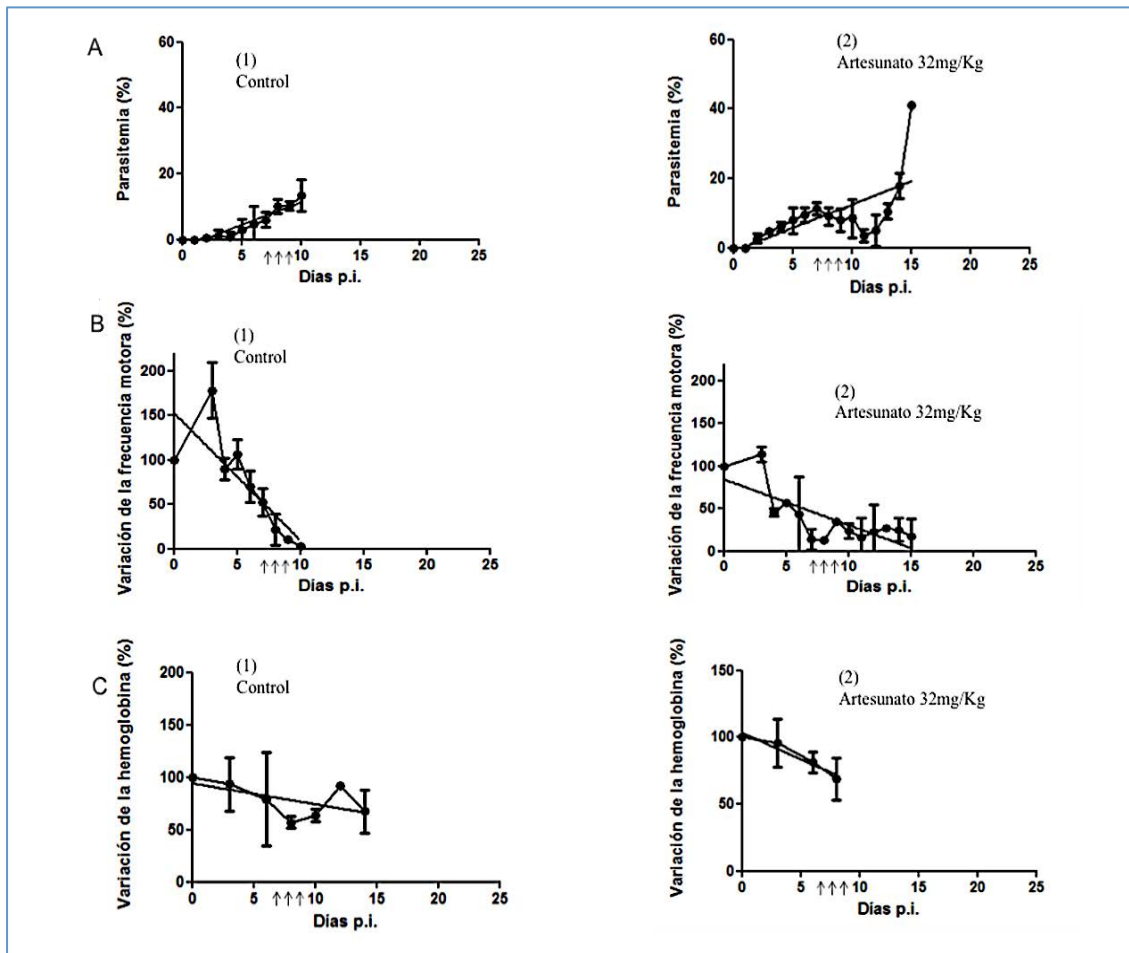 A
(1)
Control
Parasitemia (%)
60
40
20
0
0 5 10 15 20 25
↑↑↑
Días p.i.
(2)
Artesunato 32mg/Kg
Parasitemia (%)
60
40
20
0
0 5 10 15 20 25
↑↑↑
Días p.i.
B
(1)
Control
Variación de la frecuencia motora (%)
200
150
100
50
0
0 5 10 15 20 25
↑↑↑
Días p.i.
(2)
Artesunato 32mg/Kg
Variación de la frecuencia motora (%)
200
150
100
50
0
0 5 10 15 20 25
↑↑↑
Días p.i.
C
(1)
Control
Variación de la hemoglobina (%)
200
150
100
50
0
0 5 10 15 20 25
↑↑↑
Días p.i.
(2)
Artesunato 32mg/Kg
Variación de la hemoglobina (%)
150
100
50
0
0 5 10 15 20 25
↑↑↑
Días p.i.